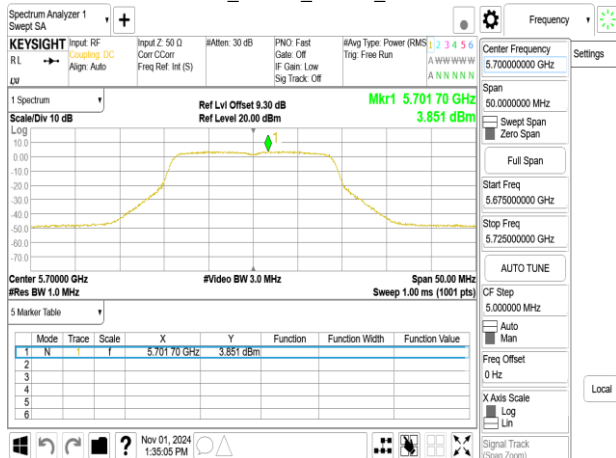 Spectrum Analyzer 1
Swept SA
+
Frequency
KEYSIGHT
RL
Input: RF
Coupling: DC
Align: Auto
Input Z: 50 Ω
Corr CCorr
Freq Ref: Int (S)
#Atten: 30 dB
PNO: Fast
Gate: Off
IF Gain: Low
Sig Track: Off
#Avg Type: Power (RMS
Trig: Free Run
1 2 3 4 5 6
A W W W W W
A N N N N N
1 Spectrum
Scale/Div 10 dB
Log
Ref Lvl Offset 9.30 dB
Ref Level 20.00 dBm
Mkr1 5.701 70 GHz
3.851 dBm
1
10.0
0.00
-10.0
-20.0
-30.0
-40.0
-50.0
-60.0
-70.0
Center 5.70000 GHz
#Res BW 1.0 MHz
#Video BW 3.0 MHz
Span 50.00 MHz
Sweep 1.00 ms (1001 pts)
5 Marker Table
Mode Trace Scale X Y Function Function Width Function Value
1 N 1 f 5.701 70 GHz 3.851 dBm
2
3
4
5
6
?
Nov 01, 2024
1:35:05 PM
Center Frequency
5.700000000 GHz
Settings
Span
50.0000000 MHz
Swept Span
Zero Span
Full Span
Start Freq
5.675000000 GHz
Stop Freq
5.725000000 GHz
AUTO TUNE
CF Step
5.000000 MHz
Auto
Man
Freq Offset
0 Hz
X Axis Scale
Log
Lin
Local
Signal Track
(Span Zoom)